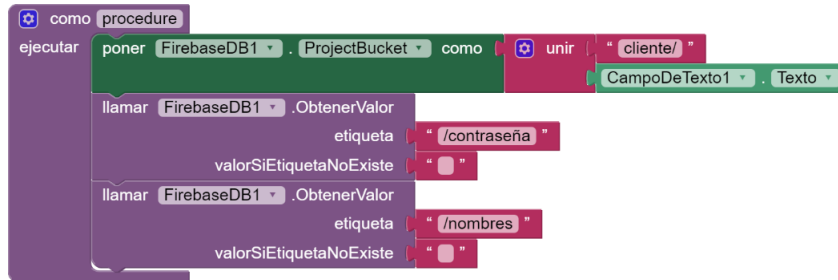 como procedure
ejecutar poner FirebaseDB1 . ProjectBucket como unir " cliente/ "
CampoDeTexto1 . Texto
llamar FirebaseDB1 .ObtenerValor
etiqueta " /contraseña "
valorSiEtiquetaNoExiste " "
llamar FirebaseDB1 .ObtenerValor
etiqueta " /nombres "
valorSiEtiquetaNoExiste " "